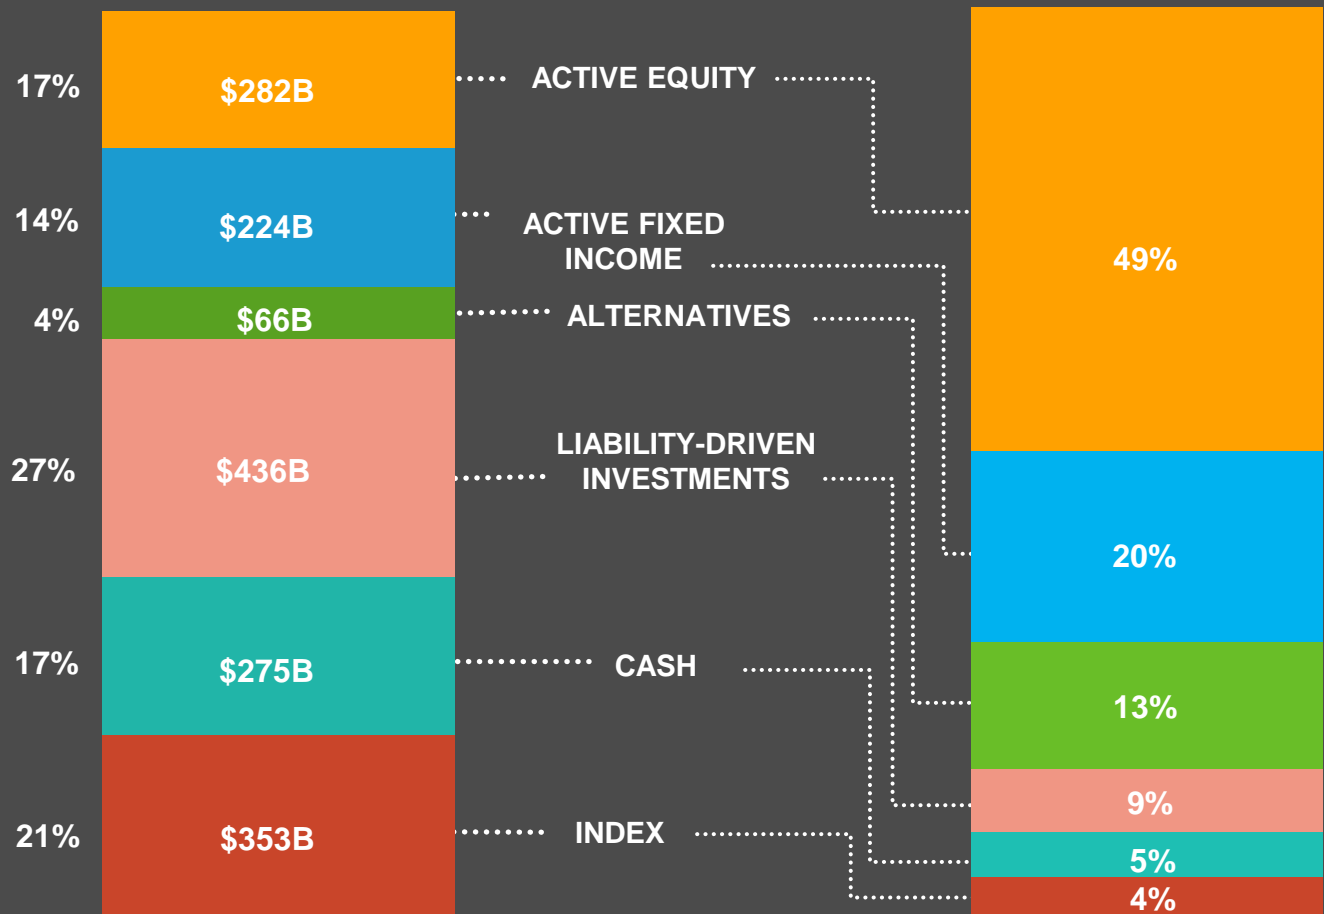 17%
$282B
ACTIVE EQUITY
49%
14%
$224B
ACTIVE FIXED
INCOME
20%
4%
$66B
ALTERNATIVES
13%
27%
$436B
LIABILITY-DRIVEN
INVESTMENTS
9%
17%
$275B
CASH
5%
21%
$353B
INDEX
4%